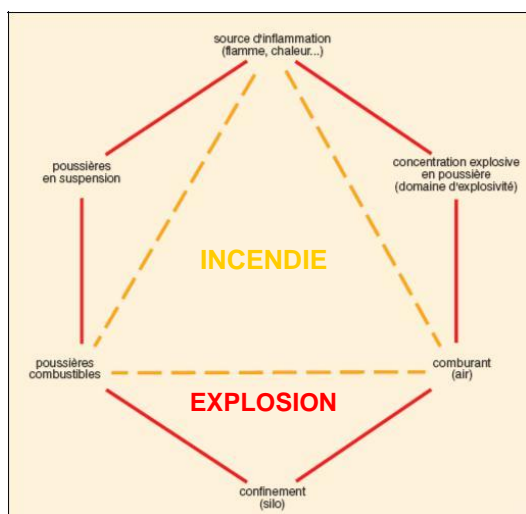 source d'inflammation
(flamme, chaleur...)
poussières
en suspension
concentration explosive
en poussière
(domaine d'explosivité)
INCENDIE
poussières
combustibles
comburant
(air)
EXPLOSION
confinement
(silo)